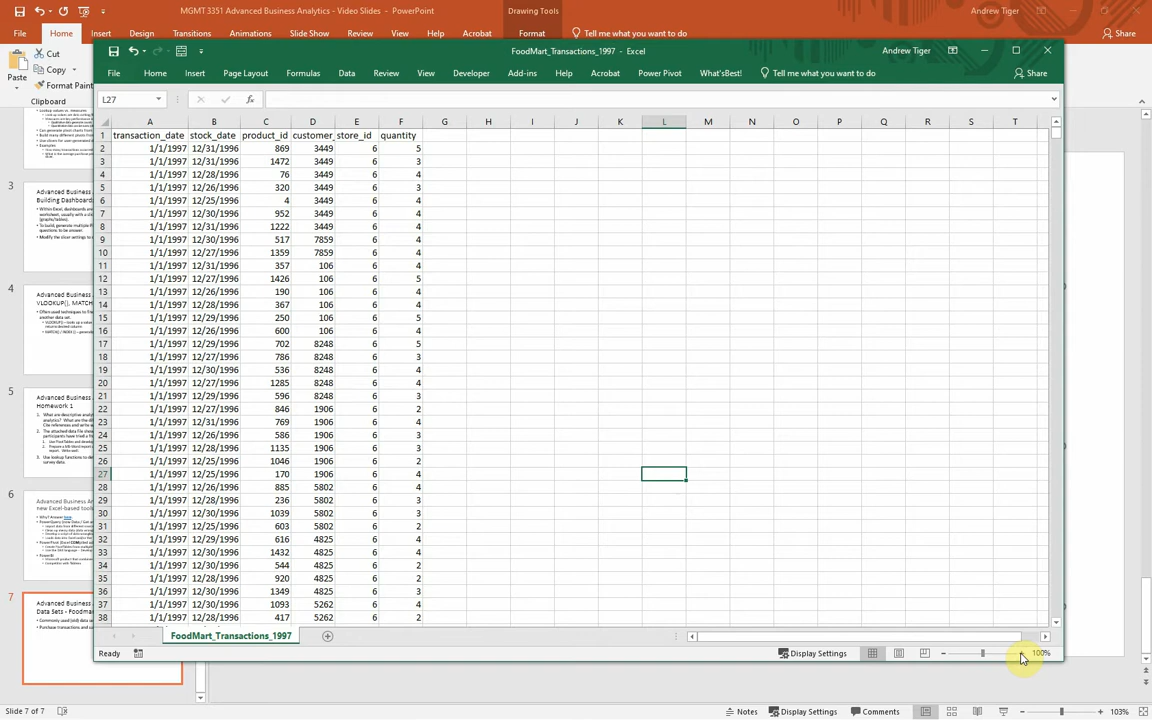 MGMT 3351 Advanced Business Analytics - Video Slides - PowerPoint
Drawing Tools
Andrew Tiger
File Home Insert Design Transitions Animations Slide Show Review View Help Acrobat Format Tell me what you want to do Share
Paste
Cut
Copy
Format Paint
Clipboard
FoodMart_Transactions_1997 - Excel
Andrew Tiger
File Home Insert Page Layout Formulas Data Review View Developer Add-ins Help Acrobat Power Pivot What'sBest! Tell me what you want to do Share
L27 fx
A B C D E F G H I J K L M N O P Q R S T
1 transaction_date stock_date product_id customer_ store_id quantity
2 1/1/1997 12/31/1996 869 3449 6 5
3 1/1/1997 12/31/1996 1472 3449 6 3
4 1/1/1997 12/28/1996 76 3449 6 4
5 1/1/1997 12/26/1996 320 3449 6 3
6 1/1/1997 12/25/1996 4 3449 6 4
7 1/1/1997 12/30/1996 952 3449 6 4
8 1/1/1997 12/31/1996 1222 3449 6 4
9 1/1/1997 12/30/1996 517 7859 6 4
10 1/1/1997 12/27/1996 1359 7859 6 4
11 1/1/1997 12/31/1996 357 106 6 4
12 1/1/1997 12/27/1996 1426 106 6 5
13 1/1/1997 12/26/1996 190 106 6 4
14 1/1/1997 12/28/1996 367 106 6 4
15 1/1/1997 12/29/1996 250 106 6 5
16 1/1/1997 12/26/1996 600 106 6 4
17 1/1/1997 12/29/1996 702 8248 6 5
18 1/1/1997 12/27/1996 786 8248 6 3
19 1/1/1997 12/30/1996 536 8248 6 4
20 1/1/1997 12/27/1996 1285 8248 6 4
21 1/1/1997 12/29/1996 596 8248 6 3
22 1/1/1997 12/27/1996 846 1906 6 2
23 1/1/1997 12/31/1996 769 1906 6 4
24 1/1/1997 12/26/1996 586 1906 6 3
25 1/1/1997 12/28/1996 1135 1906 6 3
26 1/1/1997 12/25/1996 1046 1906 6 2
27 1/1/1997 12/25/1996 170 1906 6 4
28 1/1/1997 12/26/1996 885 5802 6 4
29 1/1/1997 12/28/1996 236 5802 6 3
30 1/1/1997 12/30/1996 1039 5802 6 3
31 1/1/1997 12/25/1996 603 5802 6 2
32 1/1/1997 12/29/1996 616 4825 6 4
33 1/1/1997 12/30/1996 1432 4825 6 4
34 1/1/1997 12/30/1996 544 4825 6 2
35 1/1/1997 12/28/1996 920 4825 6 2
36 1/1/1997 12/30/1996 1349 4825 6 3
37 1/1/1997 12/30/1996 1093 5262 6 4
38 1/1/1997 12/28/1996 417 5262 6 2
FoodMart_Transactions_1997
Ready
Display Settings
100%
3
Advanced Business
Building Dashboard
4
Advanced Business
VLOOKUP(), MATCH
5
Advanced Business
Homework 1
6
Advanced Business An
new Excel-based tools
7
Advanced Business
Data Sets - Foodma
Commonly used (old) data se
Purchase transactions and cu
Slide 7 of 7
Notes Display Settings Comments 103%